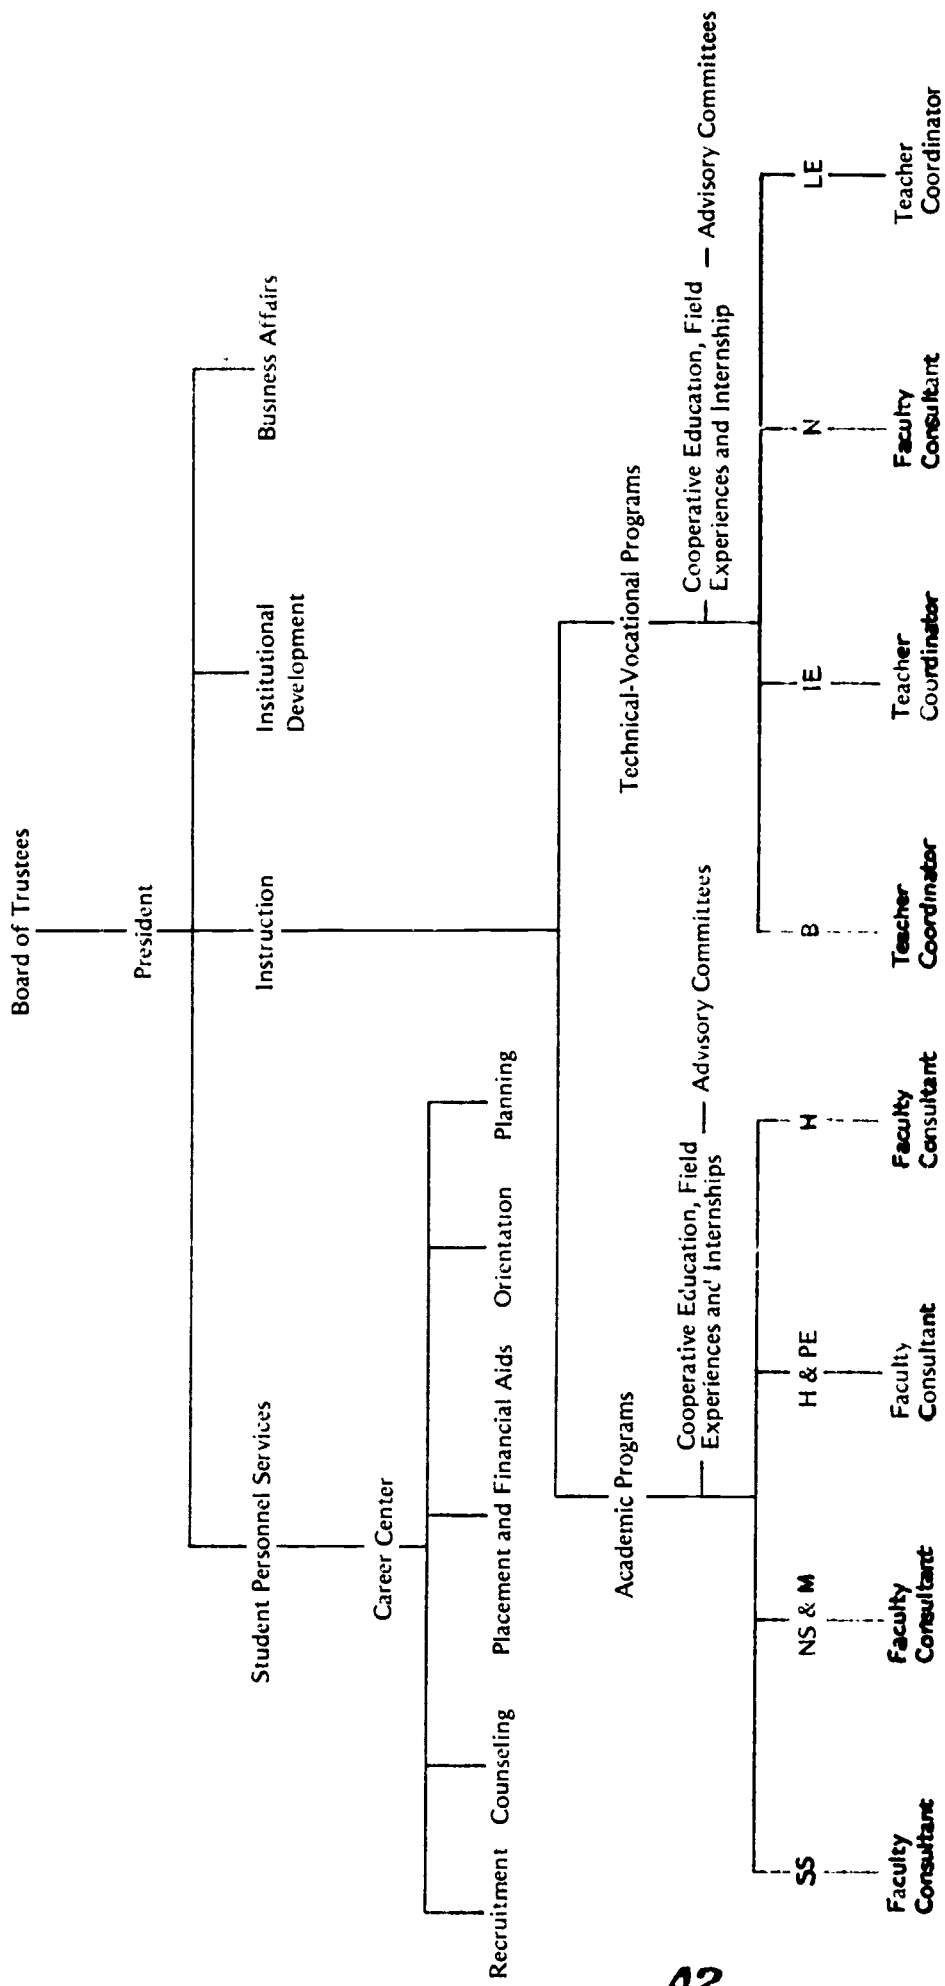 Board of Trustees
President
Student Personnel Services
Instruction
Institutional
Development
Business Affairs
Career Center
Recruitment
Counseling
Placement and Financial Aids
Orientation
Planning
Academic Programs
Technical-Vocational Programs
Cooperative Education, Field
Experiences and Internships
Advisory Committees
Cooperative Education, Field
Experiences and Internship
Advisory Committees
SS
NS & M
H & PE
H
B
IE
N
LE
Faculty
Consultant
Faculty
Consultant
Faculty
Consultant
Faculty
Consultant
Teacher
Coordinator
Teacher
Coordinator
Faculty
Consultant
Teacher
Coordinator
42